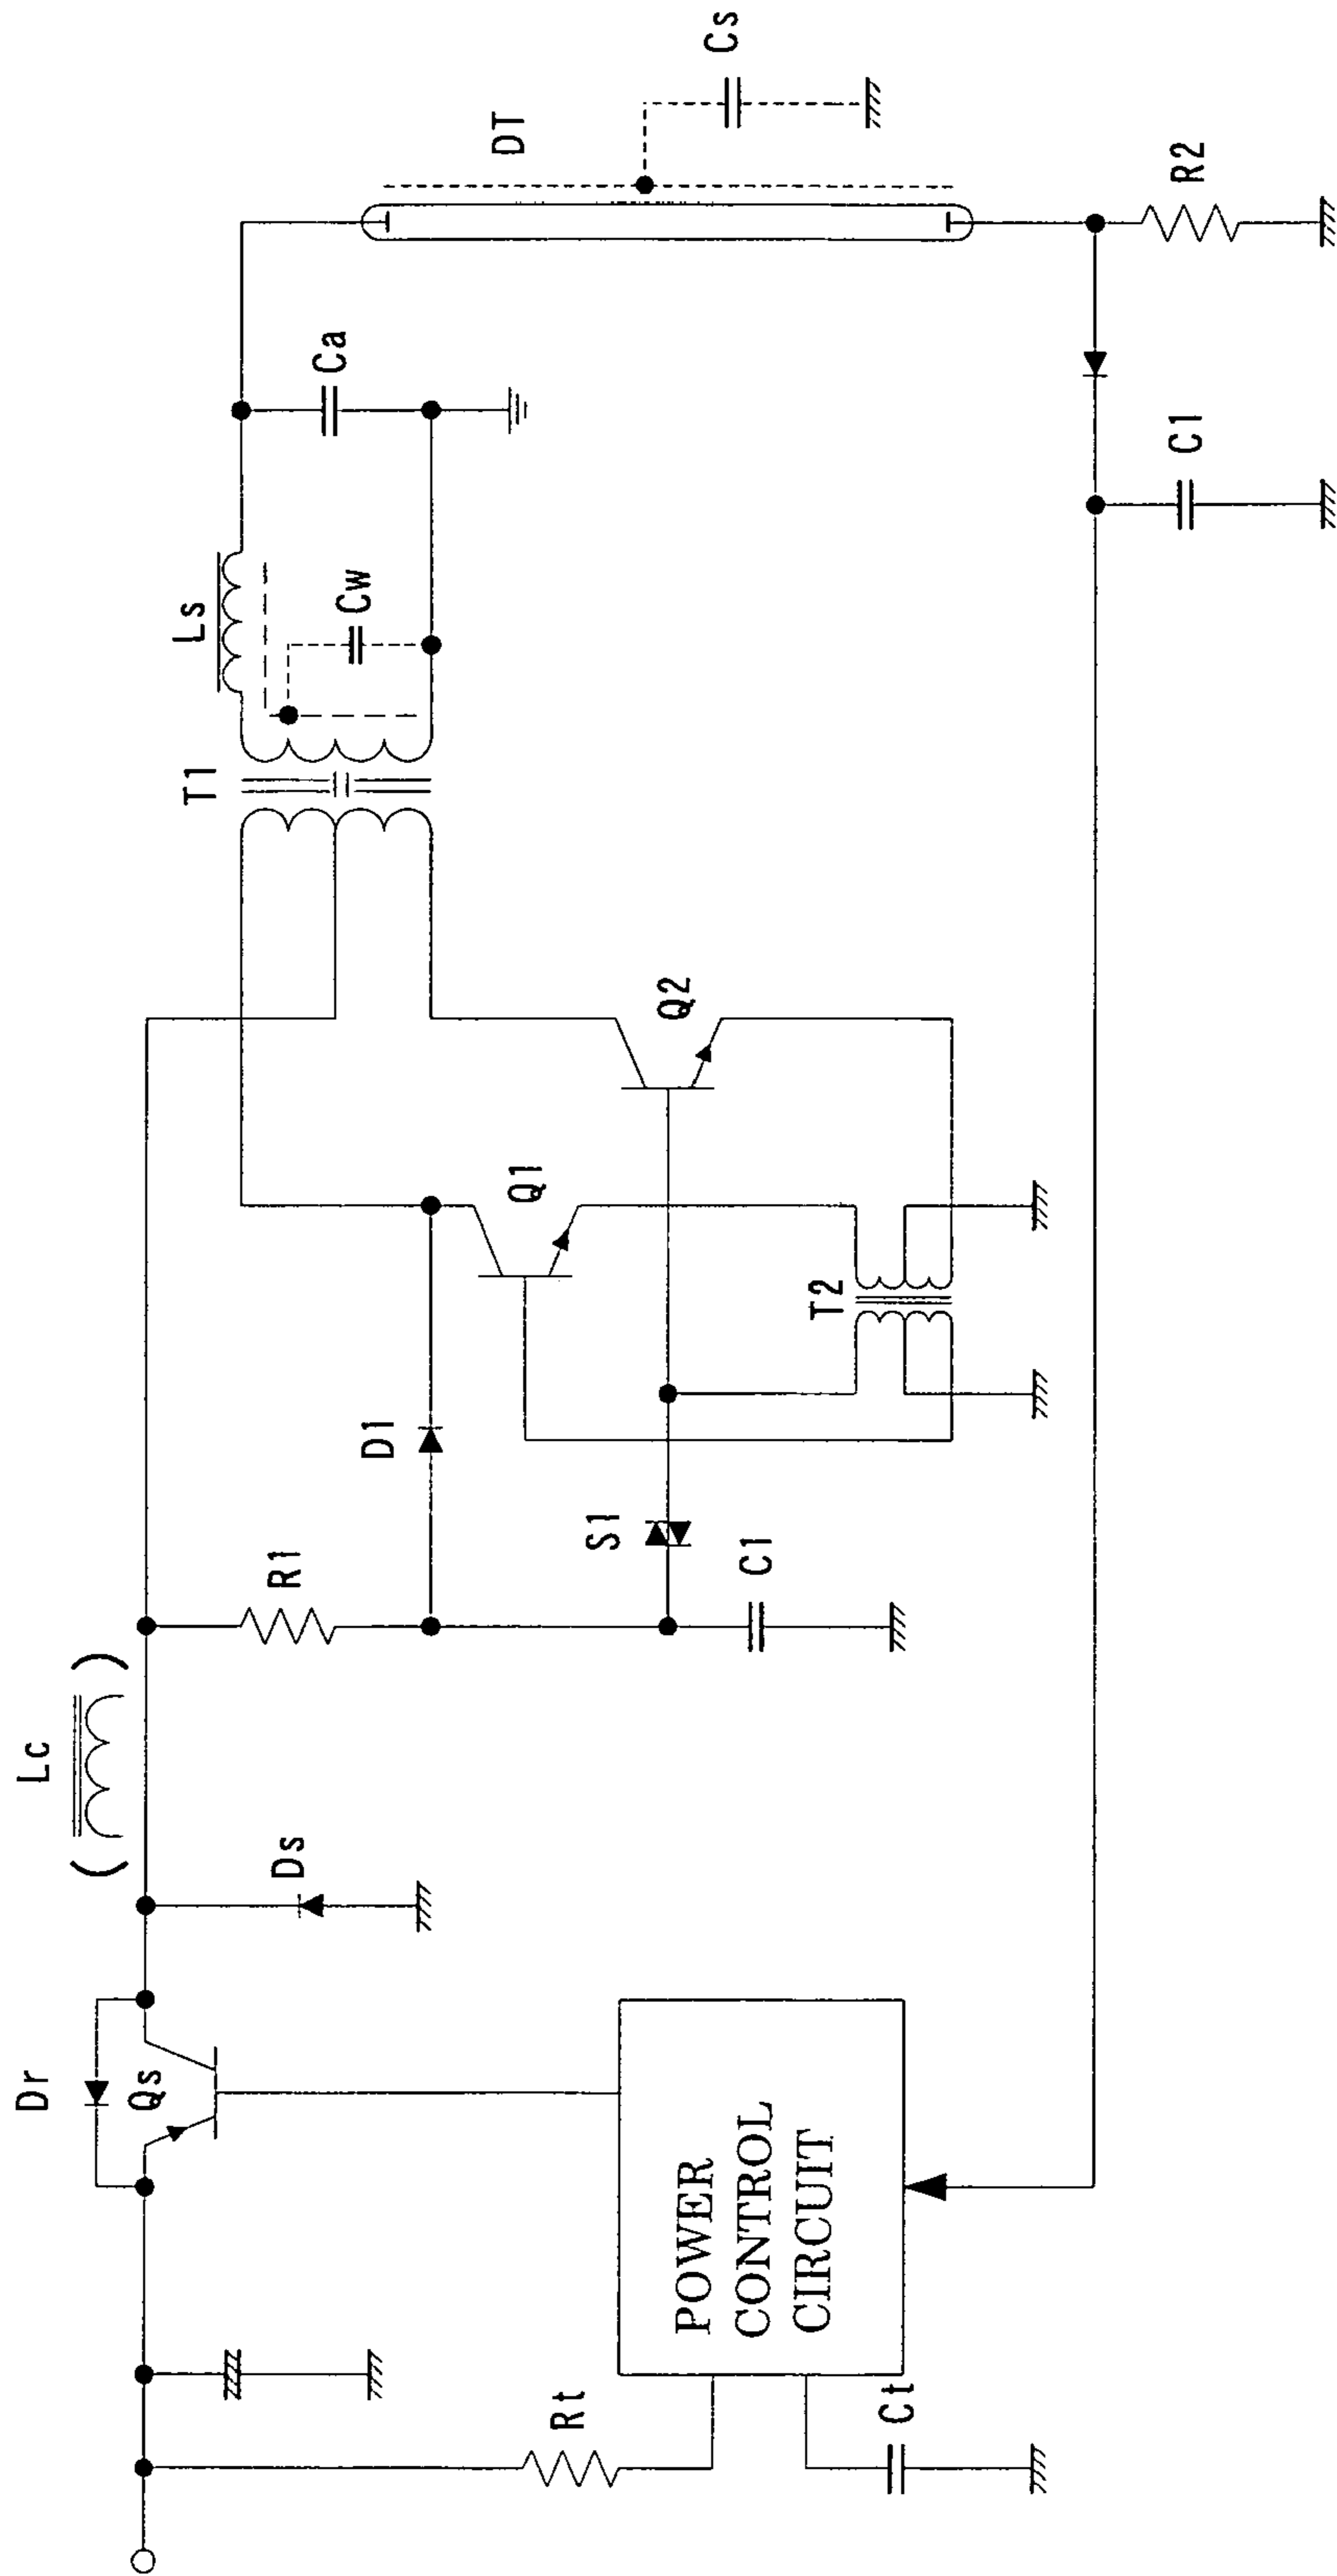 Dr
Qs
Lc
Ds
R1
D1
S1
C1
Q1
Q2
T2
T1
Ls
Cw
Ca
DT
Cs
R2
C1
Rt
Ct
POWER
CONTROL
CIRCUIT